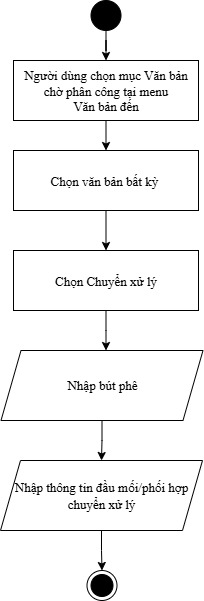 Người dùng chọn mục Văn bản
chờ phân công tại menu
Văn bản đến
Chọn văn bản bất kỳ
Chọn Chuyển xử lý
Nhập bút phê
Nhập thông tin đầu mối/phối hợp
chuyển xử lý